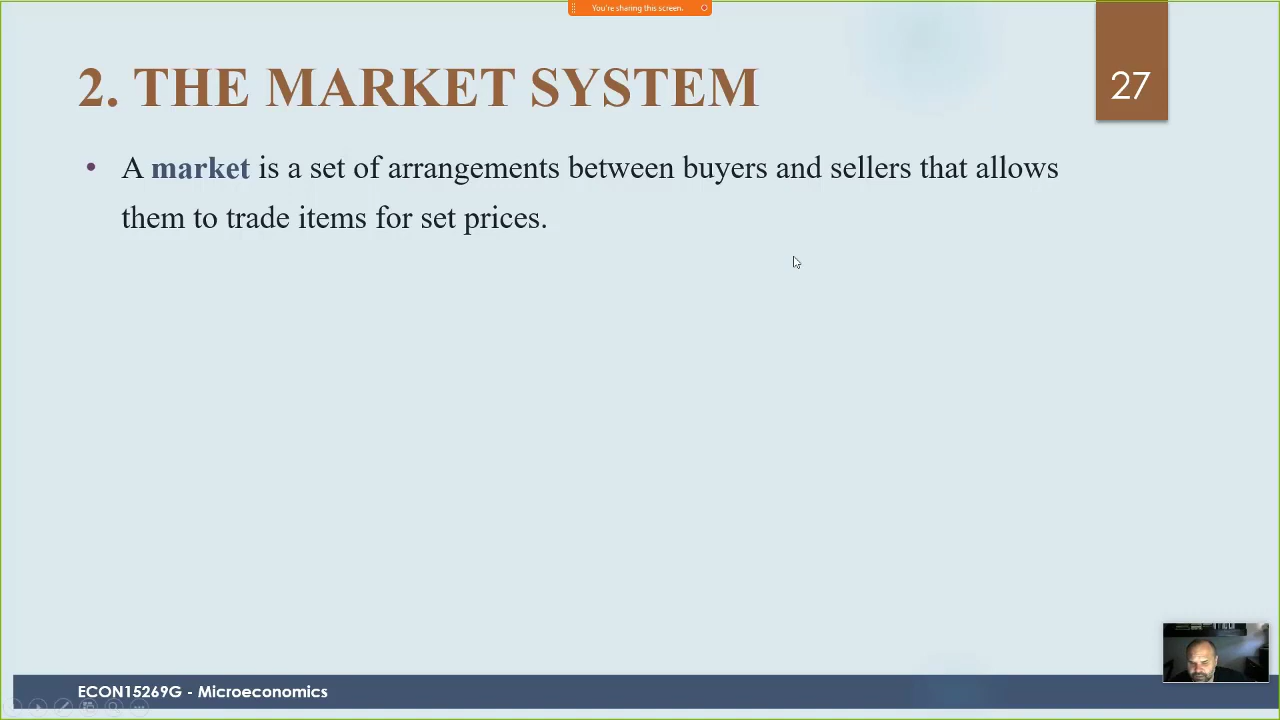 You're sharing this screen.
2. THE MARKET SYSTEM
27
• A market is a set of arrangements between buyers and sellers that allows
them to trade items for set prices.
ECON15269G - Microeconomics